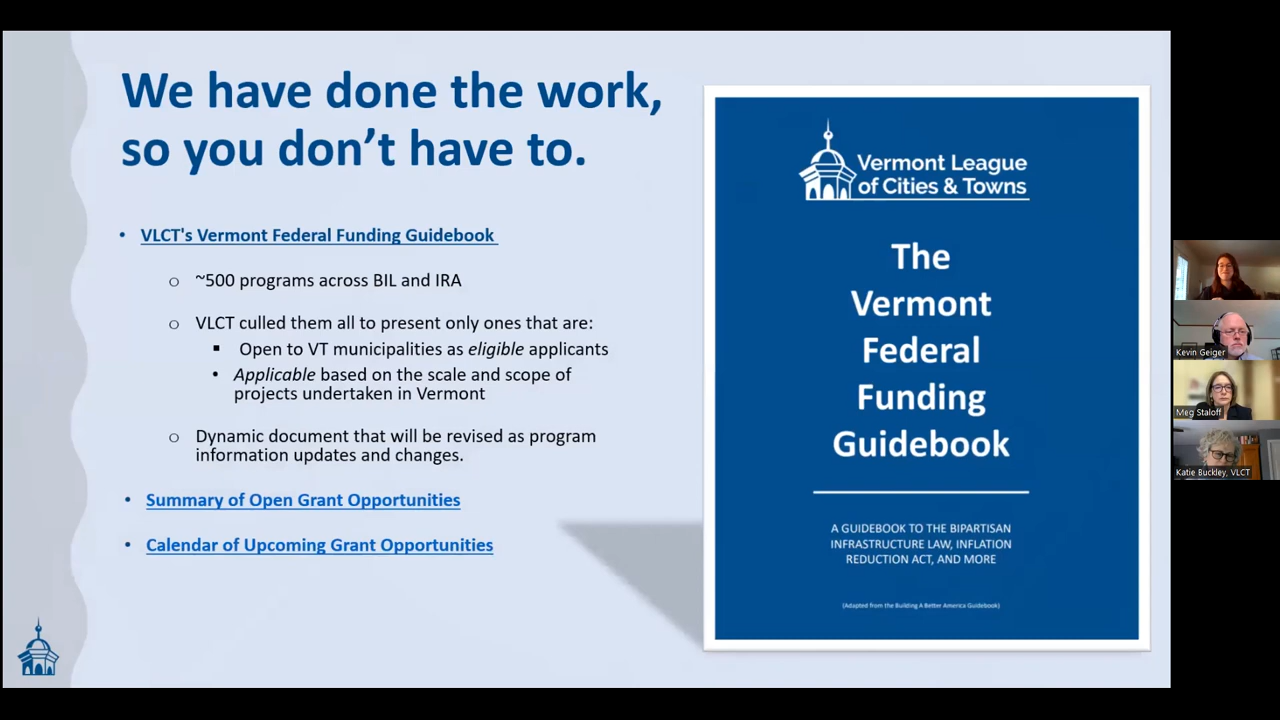 We have done the work,
so you don’t have to.
• VLCT's Vermont Federal Funding Guidebook
o ~500 programs across BIL and IRA
o VLCT culled them all to present only ones that are:
▪ Open to VT municipalities as eligible applicants
• Applicable based on the scale and scope of
projects undertaken in Vermont
o Dynamic document that will be revised as program
information updates and changes.
• Summary of Open Grant Opportunities
• Calendar of Upcoming Grant Opportunities
Vermont League
of Cities & Towns
The
Vermont
Federal
Funding
Guidebook
A GUIDEBOOK TO THE BIPARTISAN
INFRASTRUCTURE LAW, INFLATION
REDUCTION ACT, AND MORE
(Adapted from the Building A Better America Guidebook)
Kevin Geiger
Meg Staloff
Katie Buckley, VLCT